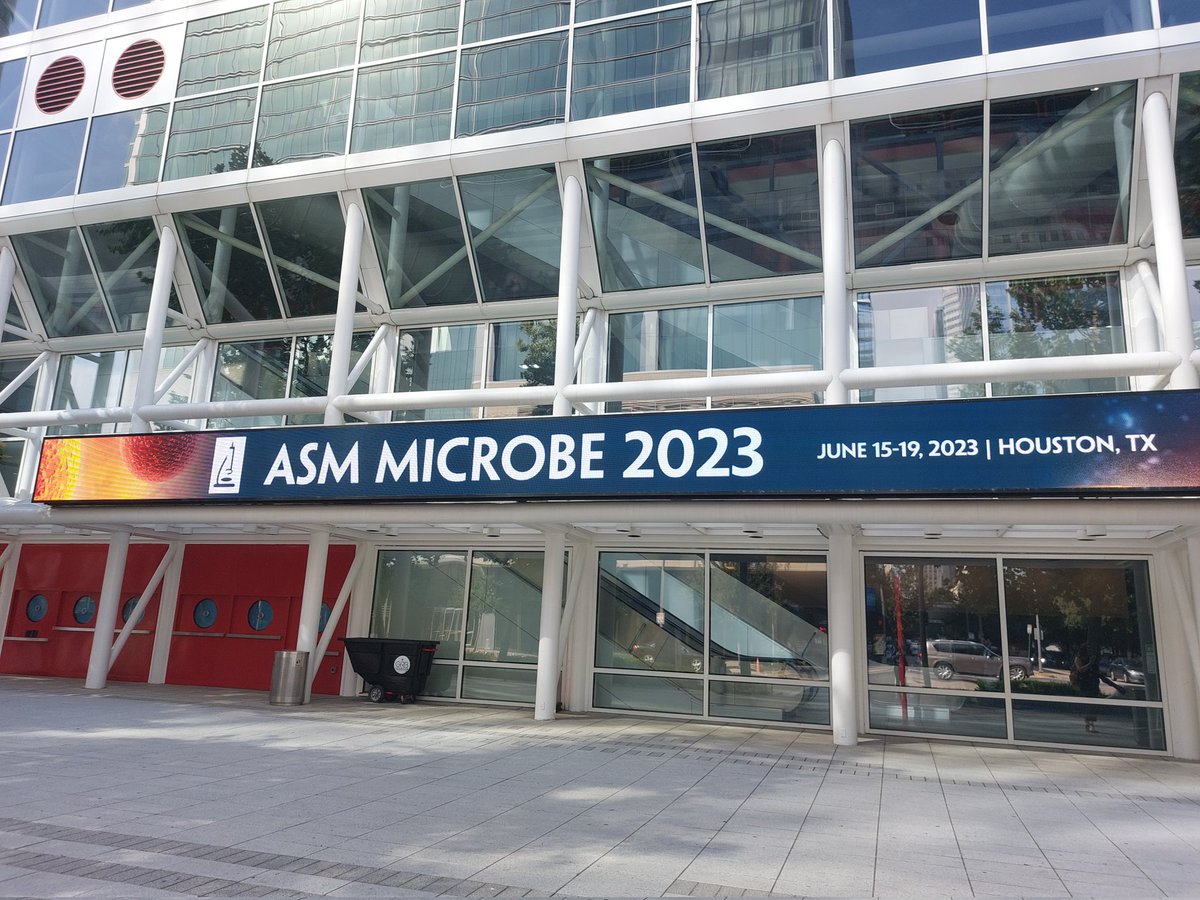 ASM MICROBE 2023
JUNE 15-19, 2023 | HOUSTON, TX